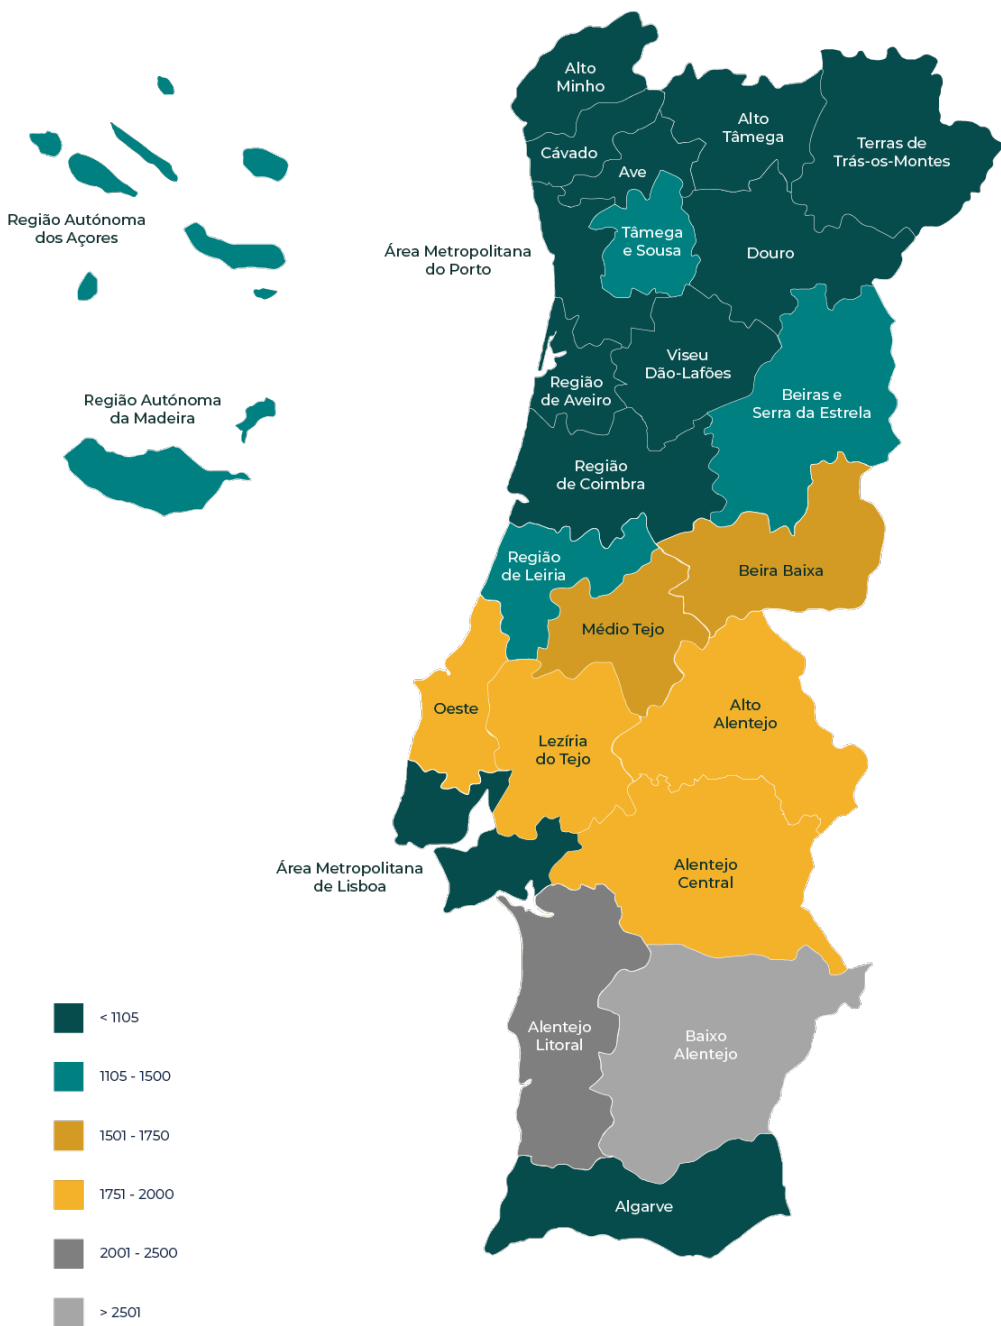 Alto
Minho
Alto
Tâmega
Terras de
Trás-os-Montes
Cávado
Ave
Região Autónoma
dos Açores
Tâmega
e Sousa
Área Metropolitana
do Porto
Douro
Viseu
Dão-Lafões
Região
de Aveiro
Região Autónoma
da Madeira
Beiras e
Serra da Estrela
Região
de Coimbra
Região
de Leiria
Beira Baixa
Médio Tejo
Oeste
Alto
Alentejo
Lezíria
do Tejo
Área Metropolitana
de Lisboa
Alentejo
Central
Alentejo
Litoral
Baixo
Alentejo
Algarve
< 1105
1105 - 1500
1501 - 1750
1751 - 2000
2001 - 2500
> 2501